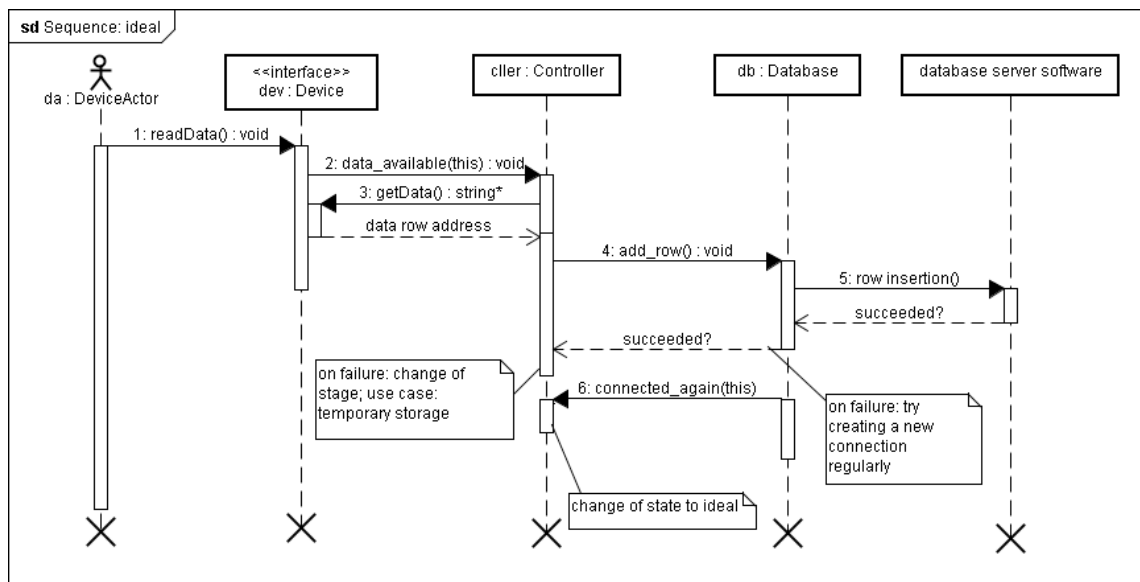 sd Sequence: ideal
da : DeviceActor
<<interface>>
dev : Device
cller : Controller
db : Database
database server software
1: readData() : void
2: data_available(this) : void
3: getData() : string*
data row address
4: add_row() : void
5: row insertion()
succeeded?
succeeded?
on failure: change of
stage; use case:
temporary storage
6: connected_again(this)
on failure: try
creating a new
connection
regularly
change of state to ideal